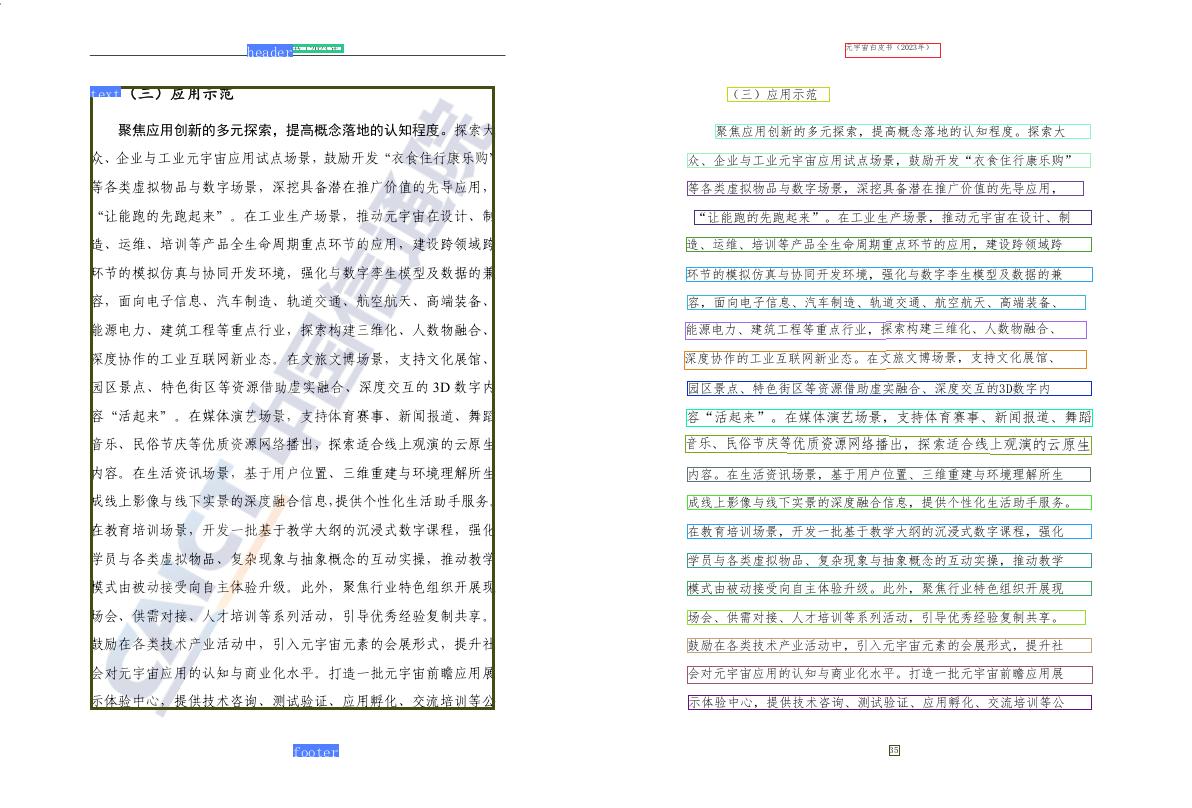 header
text
（三）应用示范
聚焦应用创新的多元探索，提高概念落地的认知程度。探索大
众、企业与工业元宇宙应用试点场景，鼓励开发“衣食住行康乐购”
等各类虚拟物品与数字场景，深挖具备潜在推广价值的先导应用，
“让能跑的先跑起来”。在工业生产场景，推动元宇宙在设计、制
造、运维、培训等产品全生命周期重点环节的应用，建设跨领域跨
环节的模拟仿真与协同开发环境，强化与数字孪生模型及数据的兼
容，面向电子信息、汽车制造、轨道交通、航空航天、高端装备、
能源电力、建筑工程等重点行业，探索构建三维化、人数物融合、
深度协作的工业互联网新业态。在文旅文博场景，支持文化展馆、
园区景点、特色街区等资源借助虚实融合、深度交互的 3D 数字内
容“活起来”。在媒体演艺场景，支持体育赛事、新闻报道、舞蹈
音乐、民俗节庆等优质资源网络播出，探索适合线上观演的云原生
内容。在生活资讯场景，基于用户位置、三维重建与环境理解所生
成线上影像与线下实景的深度融合信息,提供个性化生活助手服务。
在教育培训场景，开发一批基于教学大纲的沉浸式数字课程，强化
学员与各类虚拟物品、复杂现象与抽象概念的互动实操，推动教学
模式由被动接受向自主体验升级。此外，聚焦行业特色组织开展现
场会、供需对接、人才培训等系列活动，引导优秀经验复制共享。
鼓励在各类技术产业活动中，引入元宇宙元素的会展形式，提升社
会对元宇宙应用的认知与商业化水平。打造一批元宇宙前瞻应用展
示体验中心，提供技术咨询、测试验证、应用孵化、交流培训等公
CAICT 中国信通院
footer
元宇宙白皮书（2023年）
（三）应用示范
聚焦应用创新的多元探索，提高概念落地的认知程度。探索大
众、企业与工业元宇宙应用试点场景，鼓励开发“衣食住行康乐购”
等各类虚拟物品与数字场景，深挖具备潜在推广价值的先导应用，
“让能跑的先跑起来”。在工业生产场景，推动元宇宙在设计、制
造、运维、培训等产品全生命周期重点环节的应用，建设跨领域跨
环节的模拟仿真与协同开发环境，强化与数字孪生模型及数据的兼
容，面向电子信息、汽车制造、轨道交通、航空航天、高端装备、
能源电力、建筑工程等重点行业，探索构建三维化、人数物融合、
深度协作的工业互联网新业态。在文旅文博场景，支持文化展馆、
园区景点、特色街区等资源借助虚实融合、深度交互的3D数字内
容“活起来”。在媒体演艺场景，支持体育赛事、新闻报道、舞蹈
音乐、民俗节庆等优质资源网络播出，探索适合线上观演的云原生
内容。在生活资讯场景，基于用户位置、三维重建与环境理解所生
成线上影像与线下实景的深度融合信息，提供个性化生活助手服务。
在教育培训场景，开发一批基于教学大纲的沉浸式数字课程，强化
学员与各类虚拟物品、复杂现象与抽象概念的互动实操，推动教学
模式由被动接受向自主体验升级。此外，聚焦行业特色组织开展现
场会、供需对接、人才培训等系列活动，引导优秀经验复制共享。
鼓励在各类技术产业活动中，引入元宇宙元素的会展形式，提升社
会对元宇宙应用的认知与商业化水平。打造一批元宇宙前瞻应用展
示体验中心，提供技术咨询、测试验证、应用孵化、交流培训等公
35